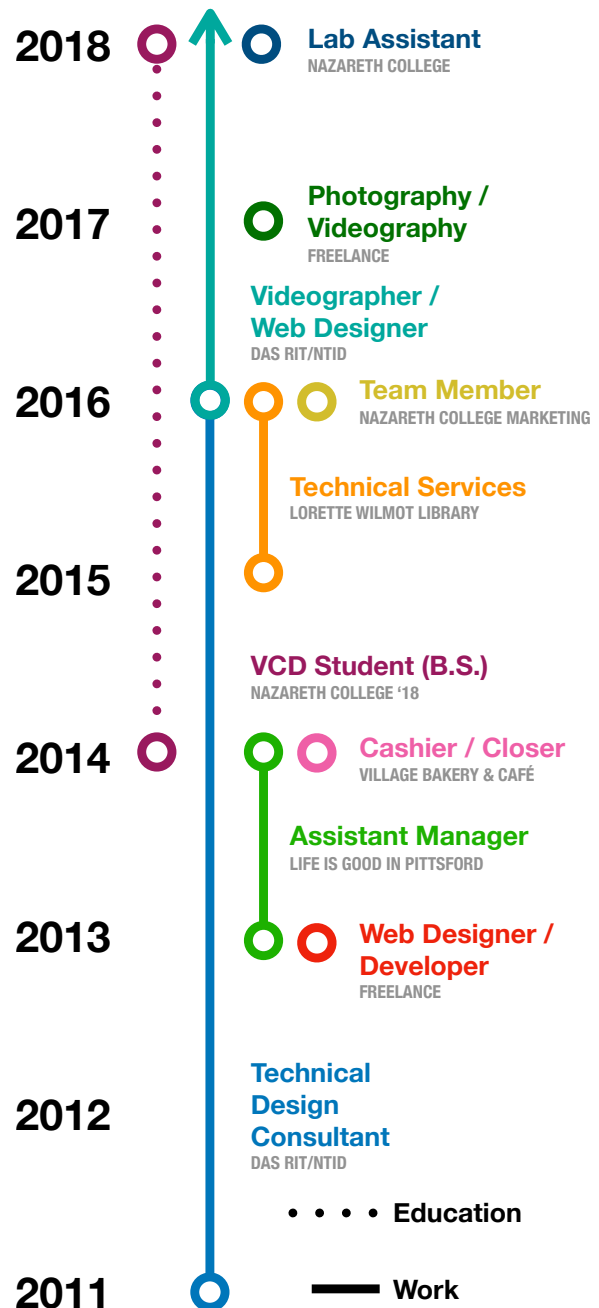 2018
Lab Assistant
NAZARETH COLLEGE
2017
Photography /
Videography
FREELANCE
Videographer /
Web Designer
DAS RIT/NTID
2016
Team Member
NAZARETH COLLEGE MARKETING
Technical Services
LORETTE WILMOT LIBRARY
2015
VCD Student (B.S.)
NAZARETH COLLEGE ‘18
2014
Cashier / Closer
VILLAGE BAKERY & CAFÉ
Assistant Manager
LIFE IS GOOD IN PITTSFORD
2013
Web Designer /
Developer
FREELANCE
2012
Technical
Design
Consultant
DAS RIT/NTID
Education
2011
Work